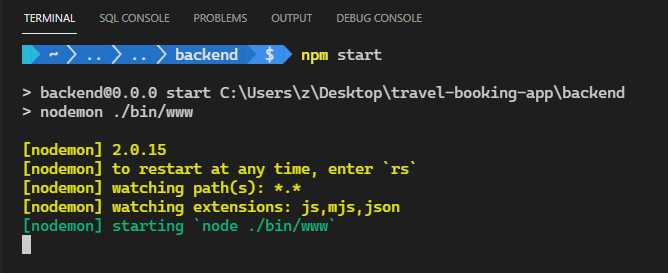 TERMINAL SQL CONSOLE PROBLEMS OUTPUT DEBUG CONSOLE
~ .. .. backend $ npm start
> backend@0.0.0 start C:\Users\z\Desktop\travel-booking-app\backend
> nodemon ./bin/www
[nodemon] 2.0.15
[nodemon] to restart at any time, enter `rs`
[nodemon] watching path(s): *.*
[nodemon] watching extensions: js,mjs,json
[nodemon] starting `node ./bin/www`